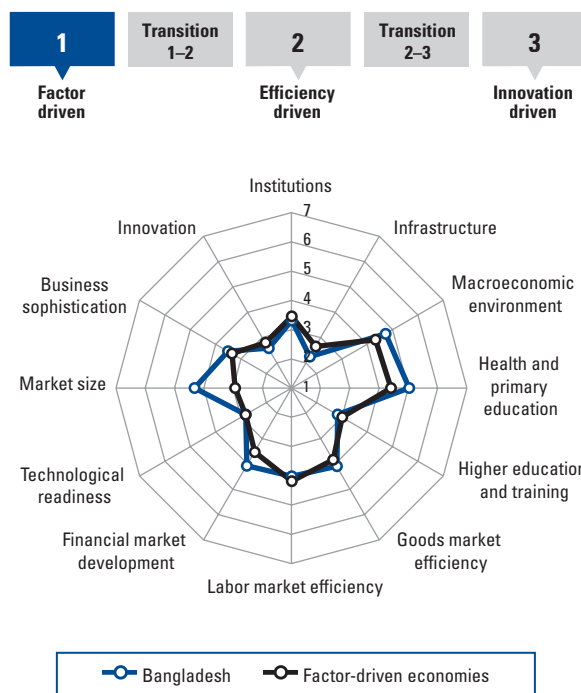 1
Transition
1–2
2
Transition
2–3
3
Factor
driven
Efficiency
driven
Innovation
driven
Institutions
7
6
5
4
3
2
1
Infrastructure
Macroeconomic
environment
Health and
primary
education
Higher education
and training
Goods market
efficiency
Labor market efficiency
Financial market
development
Technological
readiness
Market size
Business
sophistication
Innovation
Bangladesh
Factor-driven economies